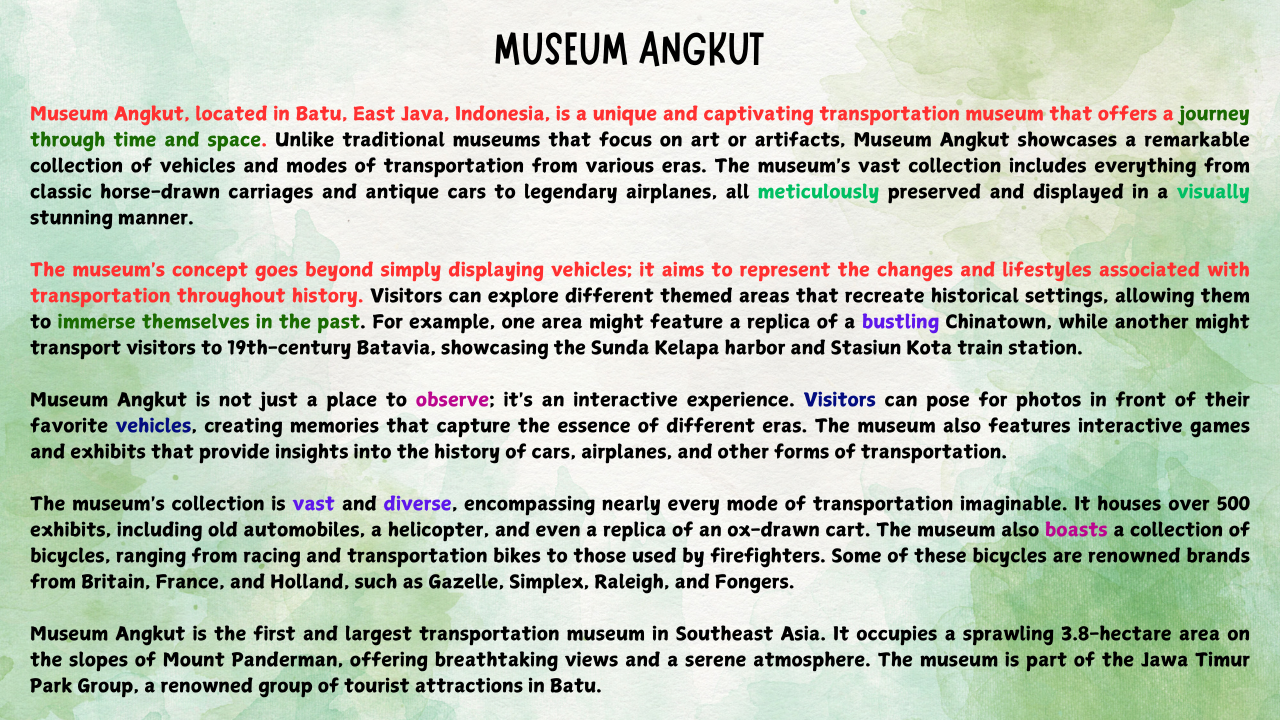 MUSEUM ANGKUT
Museum Angkut, located in Batu, East Java, Indonesia, is a unique and captivating transportation museum that offers a journey
through time and space. Unlike traditional museums that focus on art or artifacts, Museum Angkut showcases a remarkable
collection of vehicles and modes of transportation from various eras. The museum's vast collection includes everything from
classic horse-drawn carriages and antique cars to legendary airplanes, all meticulously preserved and displayed in a visually
stunning manner.
The museum's concept goes beyond simply displaying vehicles; it aims to represent the changes and lifestyles associated with
transportation throughout history. Visitors can explore different themed areas that recreate historical settings, allowing them
to immerse themselves in the past. For example, one area might feature a replica of a bustling Chinatown, while another might
transport visitors to 19th-century Batavia, showcasing the Sunda Kelapa harbor and Stasiun Kota train station.
Museum Angkut is not just a place to observe; it's an interactive experience. Visitors can pose for photos in front of their
favorite vehicles, creating memories that capture the essence of different eras. The museum also features interactive games
and exhibits that provide insights into the history of cars, airplanes, and other forms of transportation.
The museum's collection is vast and diverse, encompassing nearly every mode of transportation imaginable. It houses over 500
exhibits, including old automobiles, a helicopter, and even a replica of an ox-drawn cart. The museum also boasts a collection of
bicycles, ranging from racing and transportation bikes to those used by firefighters. Some of these bicycles are renowned brands
from Britain, France, and Holland, such as Gazelle, Simplex, Raleigh, and Fongers.
Museum Angkut is the first and largest transportation museum in Southeast Asia. It occupies a sprawling 3.8-hectare area on
the slopes of Mount Panderman, offering breathtaking views and a serene atmosphere. The museum is part of the Jawa Timur
Park Group, a renowned group of tourist attractions in Batu.